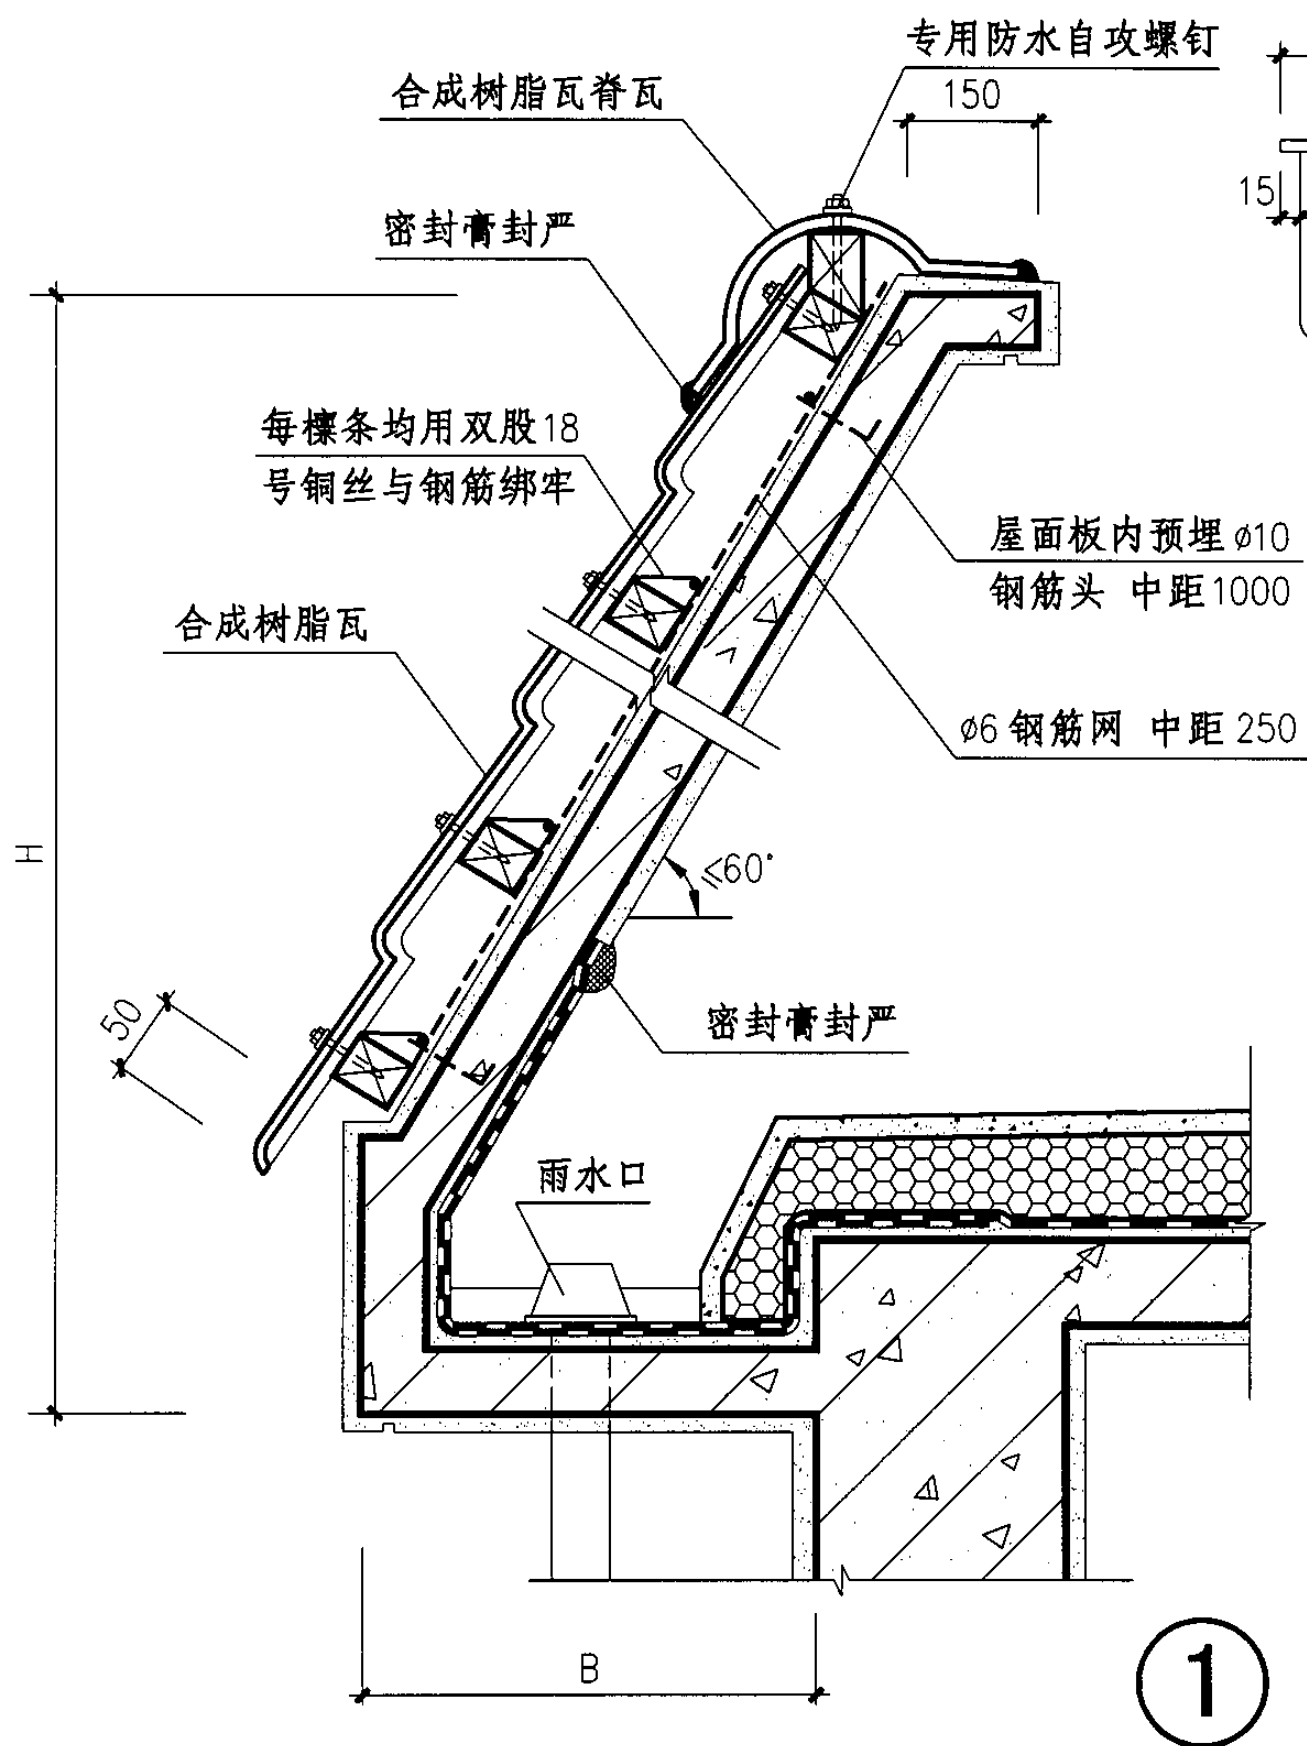 专用防水自攻螺钉
合成树脂瓦脊瓦
150
密封膏封严
15
每檩条均用双股18
号铜丝与钢筋绑牢
屋面板内预埋ø10
钢筋头 中距1000
合成树脂瓦
ø6钢筋网 中距250
H
≤60°
50
密封膏封严
雨水口
B
1